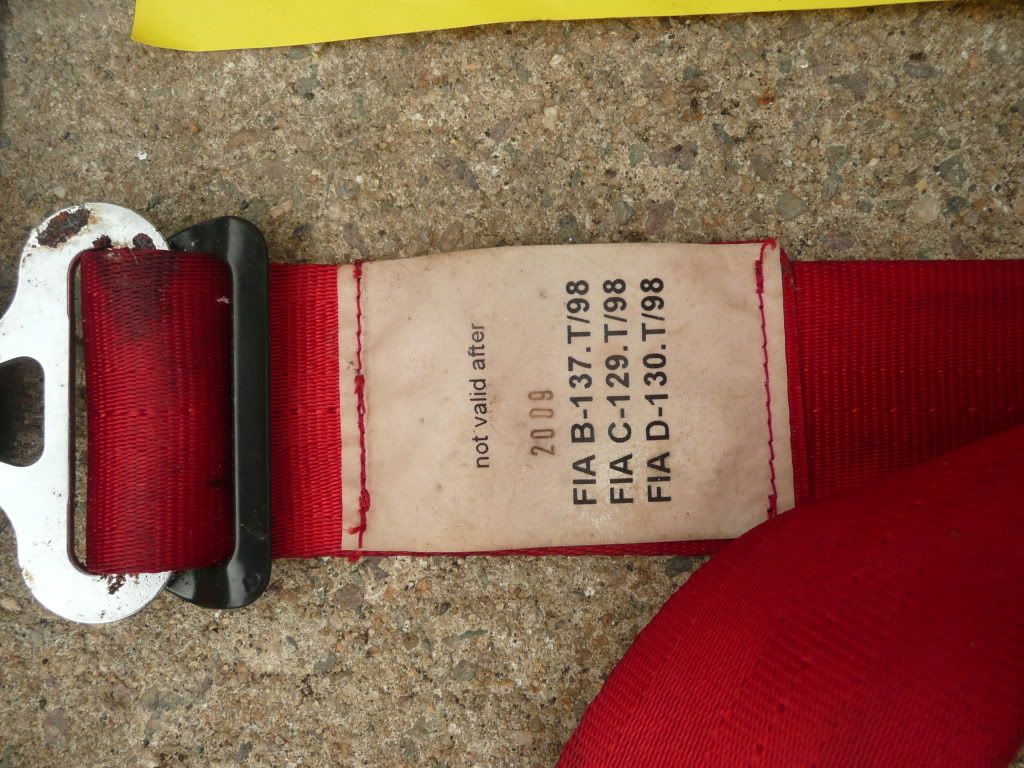 not valid after
2009
FIA B-137.T/98
FIA C-129.T/98
FIA D-130.T/98